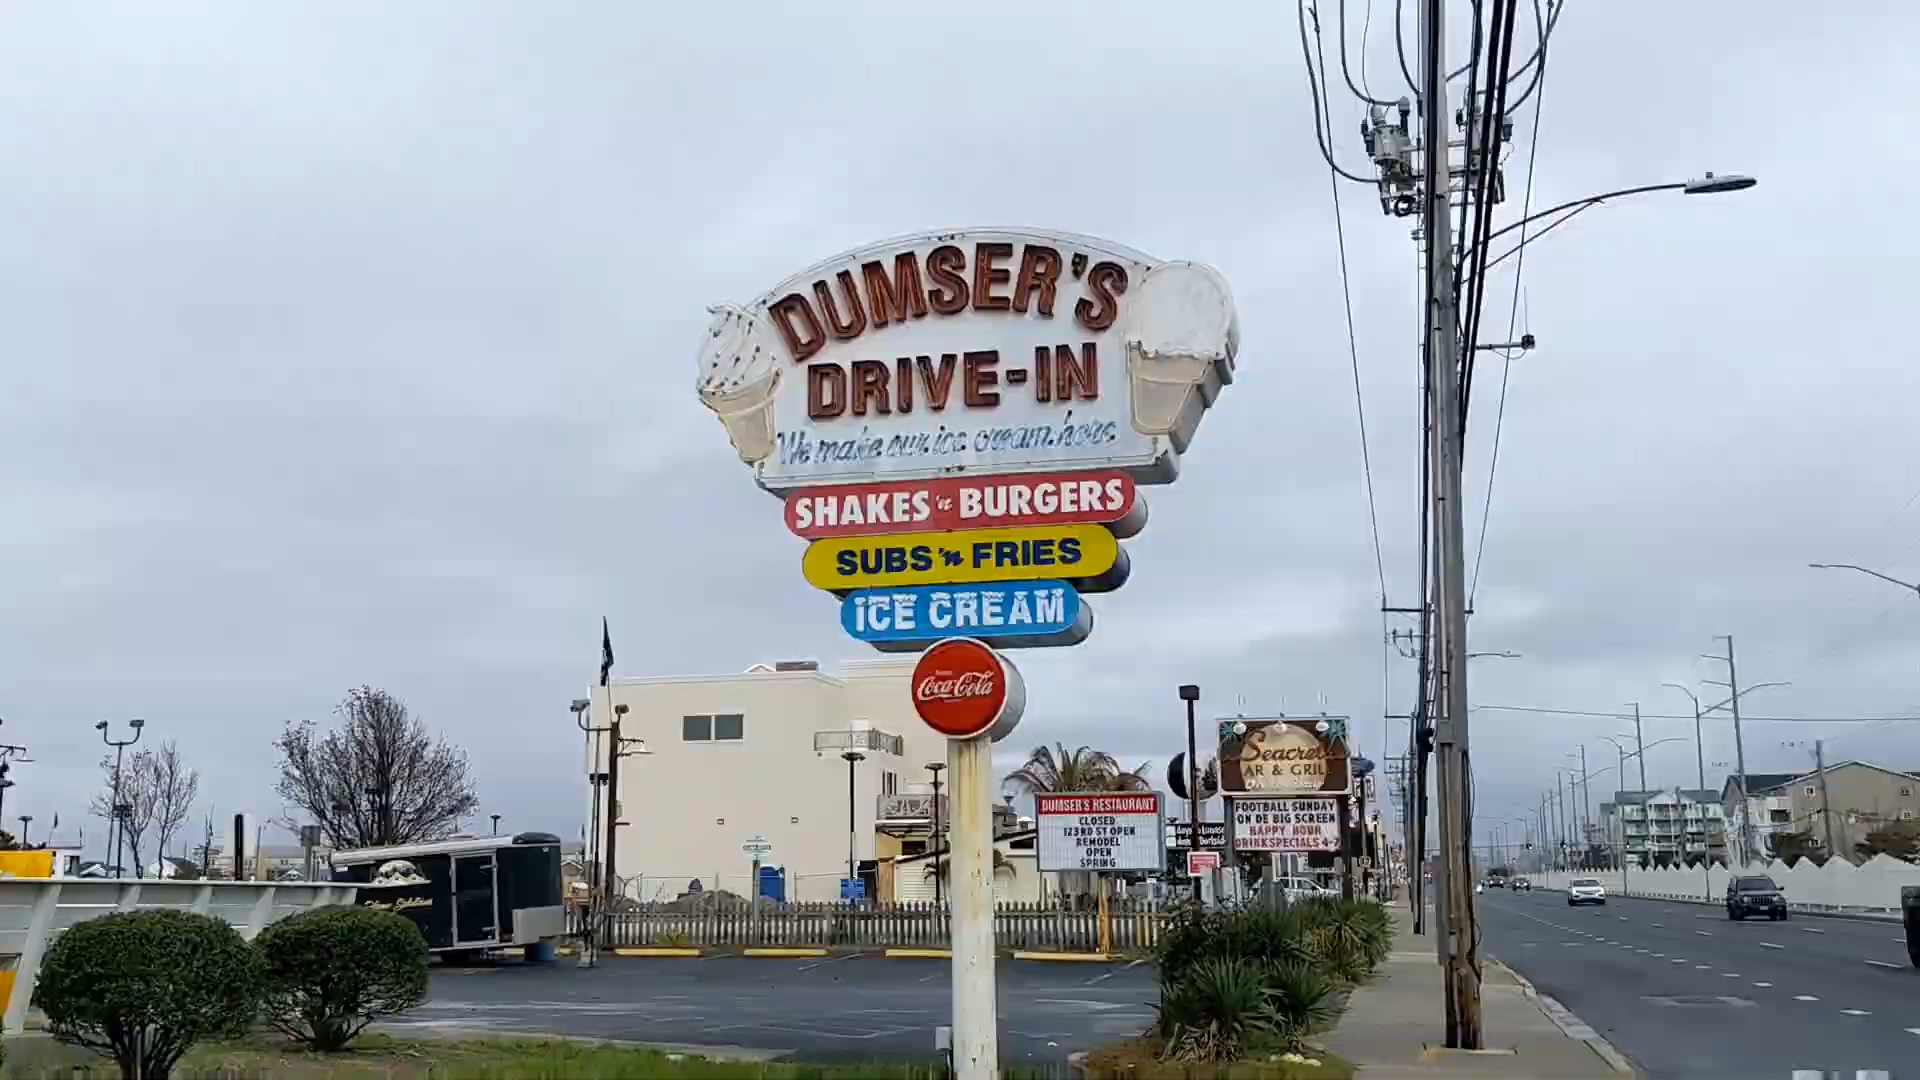 DUMSER'S
DRIVE-IN
We make our ice cream here
SHAKES 'n BURGERS
SUBS 'n FRIES
ICE CREAM
Coca-Cola
DUMSER'S RESTAURANT
CLOSED
123RD ST OPEN
REMODEL
OPEN
SPRING
Seacrets
BAR & GRILL
FOOTBALL SUNDAY
ON DE BIG SCREEN
HAPPY HOUR
DRINK SPECIALS 4-7